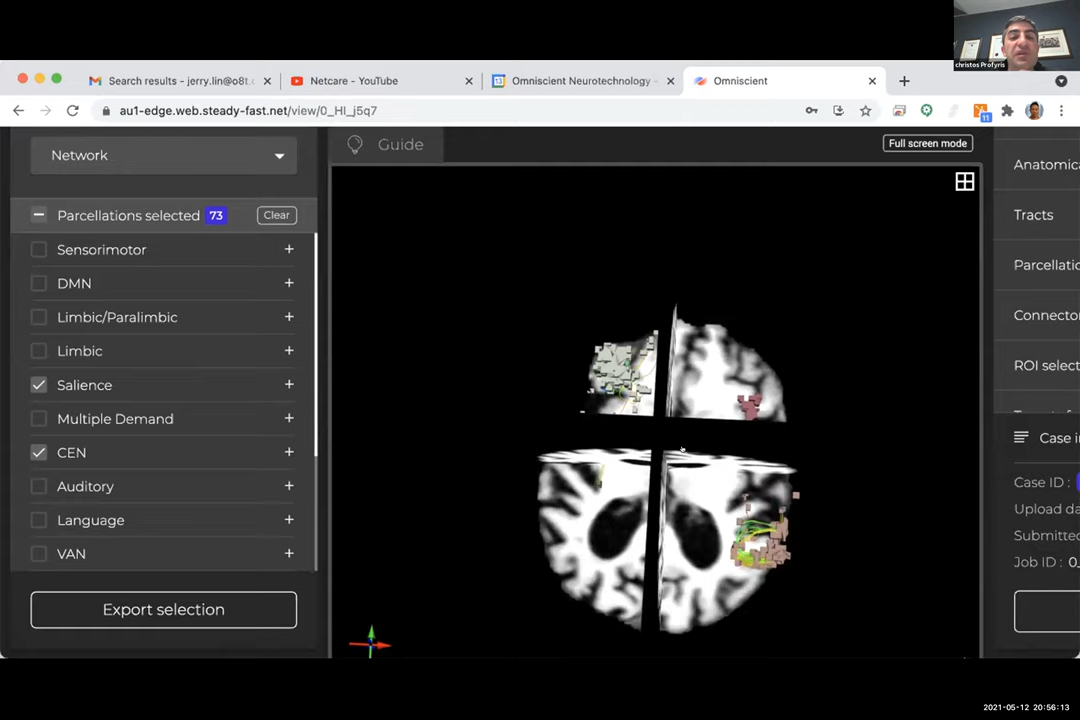 christos Profyris
Search results - jerry.lin@o8t.c
Netcare - YouTube
Omniscient Neurotechnology -
Omniscient
au1-edge.web.steady-fast.net/view/0_HI_j5q7
11
Network
Guide
Full screen mode
Parcellations selected 73
Clear
Sensorimotor
DMN
Limbic/Paralimbic
Limbic
Salience
Multiple Demand
CEN
Auditory
Language
VAN
Export selection
Anatomica
Tracts
Parcellatio
Connector
ROI select
Case in
Case ID :
Upload da
Submitted
Job ID : 0_
2021-05-12 20:56:13